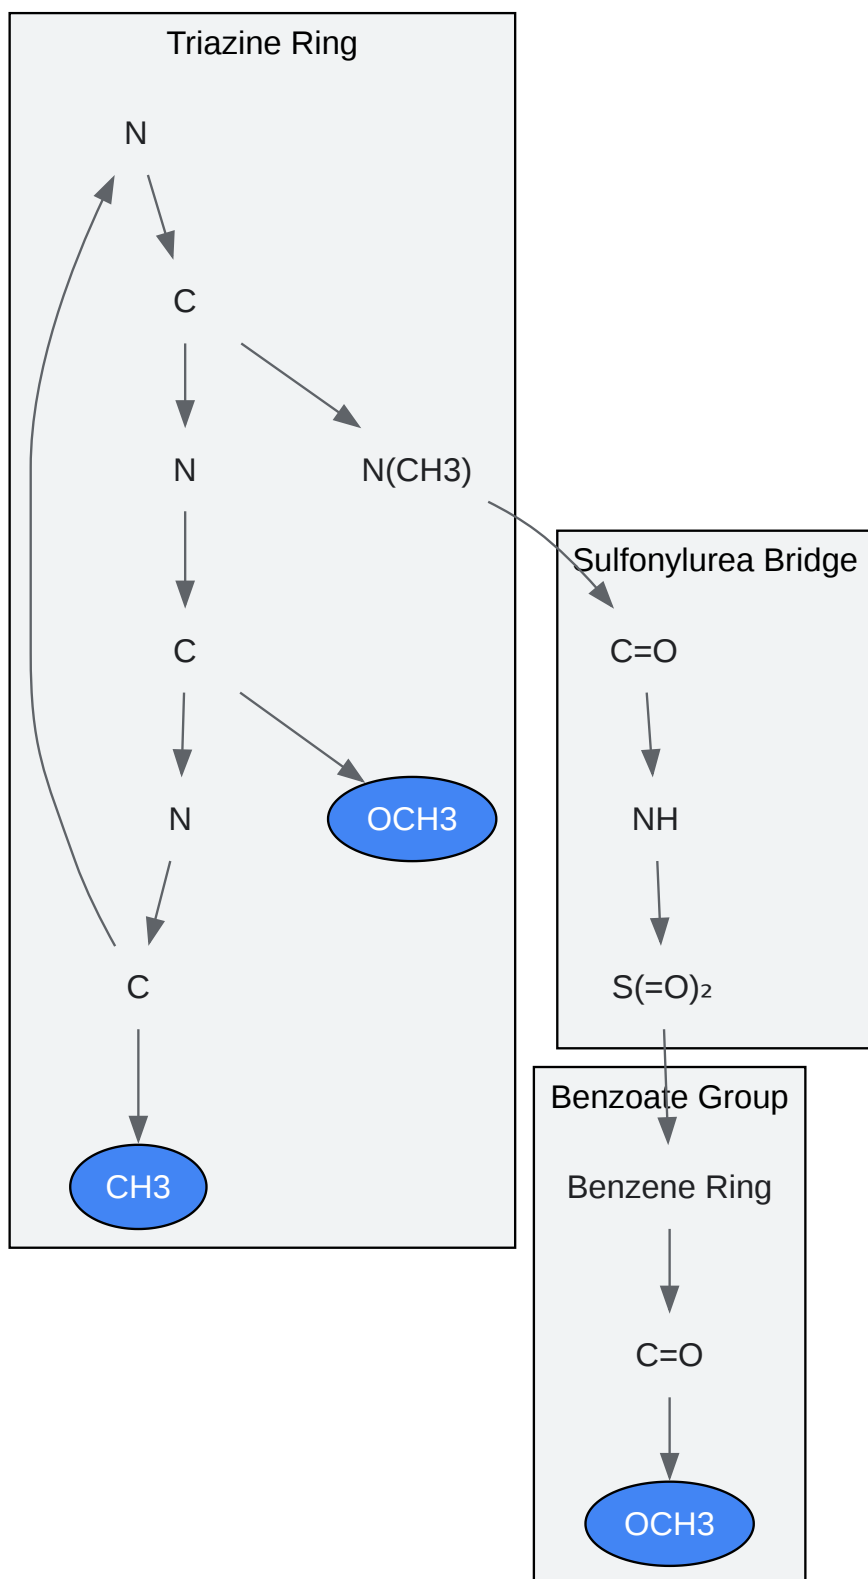 Triazine Ring
N
C
N
N(CH3)
Sulfonylurea Bridge
C
C=O
N
OCH3
NH
C
S(=O)₂
Benzoate Group
CH3
Benzene Ring
C=O
OCH3